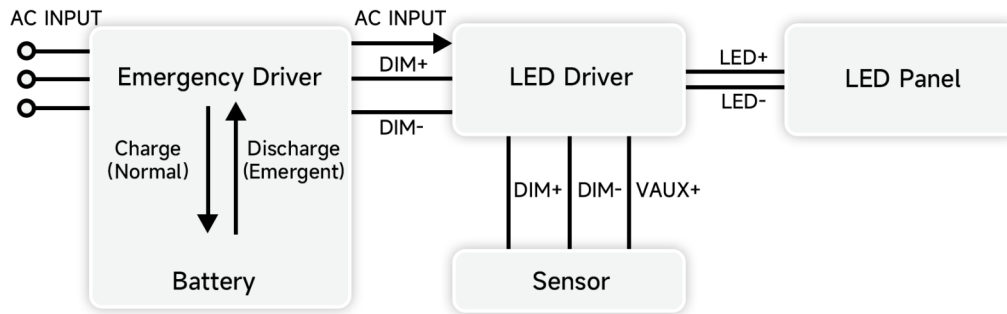 AC INPUT
AC INPUT
Emergency Driver
DIM+
DIM-
LED Driver
LED+
LED-
LED Panel
Charge
(Normal)
Discharge
(Emergent)
DIM+
DIM-
VAUX+
Battery
Sensor